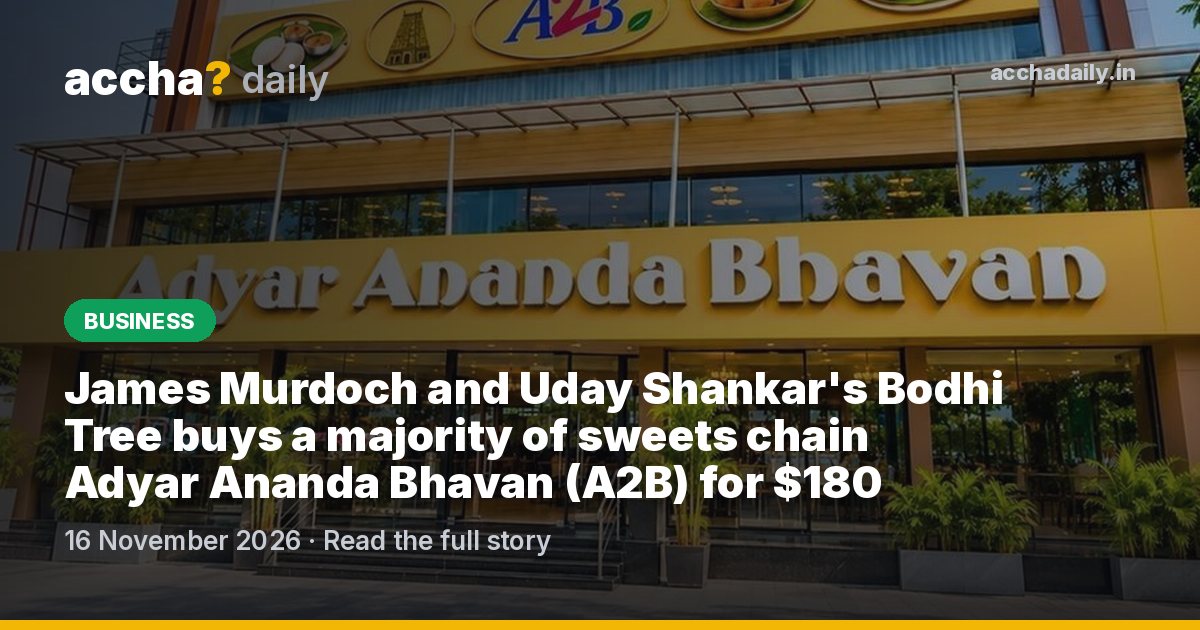 A2B
accha? daily
acchadaily.in
Adyar Ananda Bhavan
BUSINESS
James Murdoch and Uday Shankar's Bodhi
Tree buys a majority of sweets chain
Adyar Ananda Bhavan (A2B) for $180
16 November 2026 · Read the full story